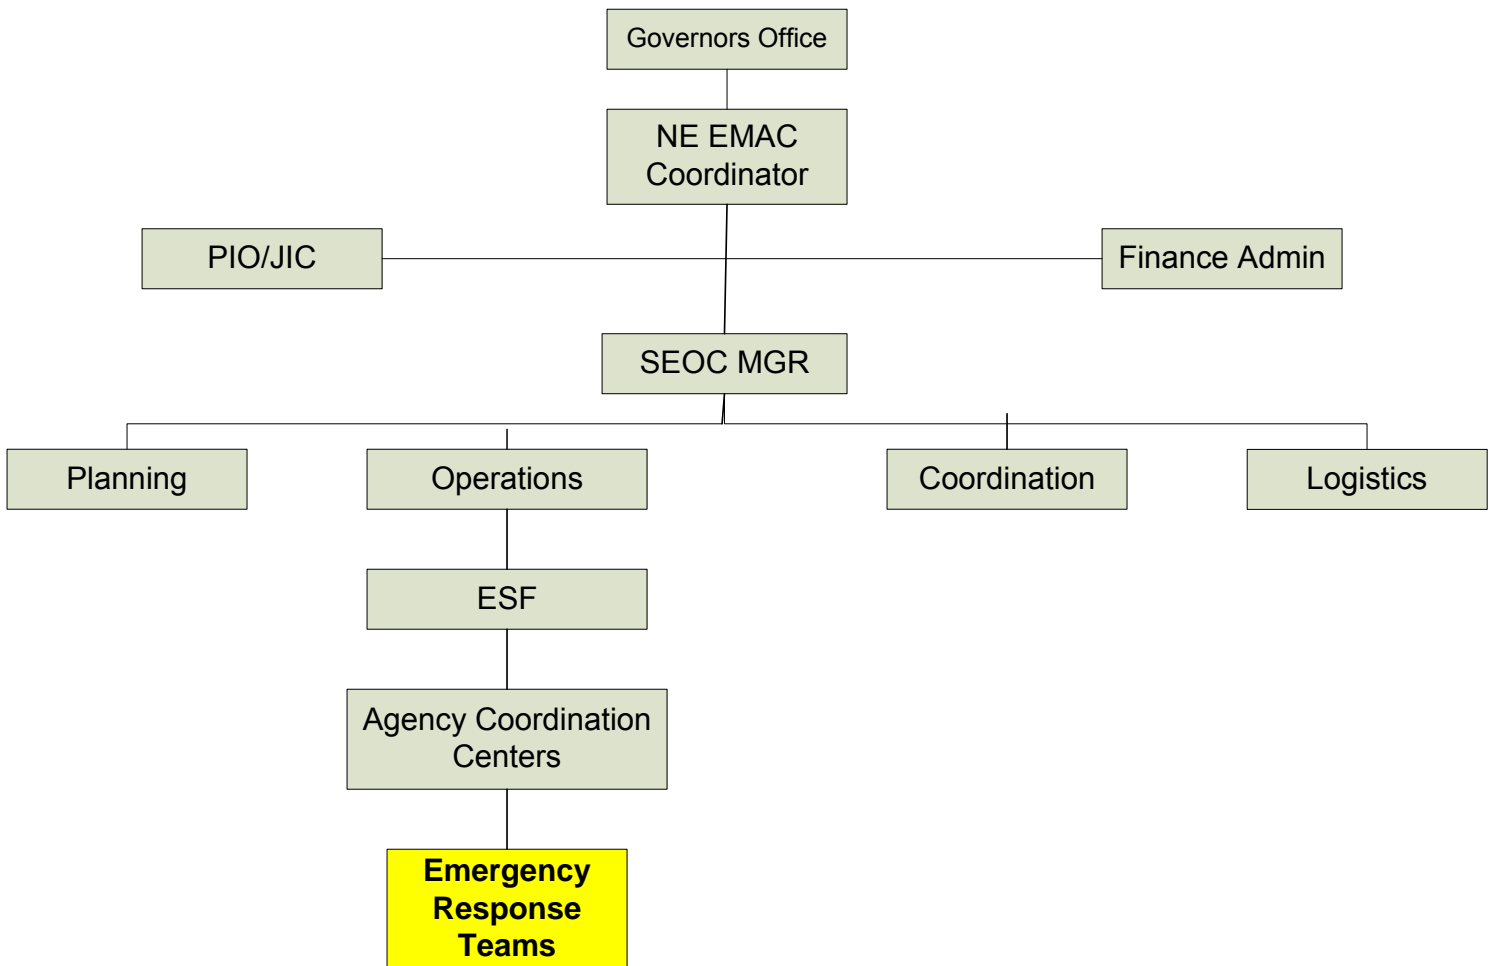 Governors Office
NE EMAC
Coordinator
PIO/JIC
Finance Admin
SEOC MGR
Planning
Operations
Coordination
Logistics
ESF
Agency Coordination
Centers
Emergency
Response
Teams